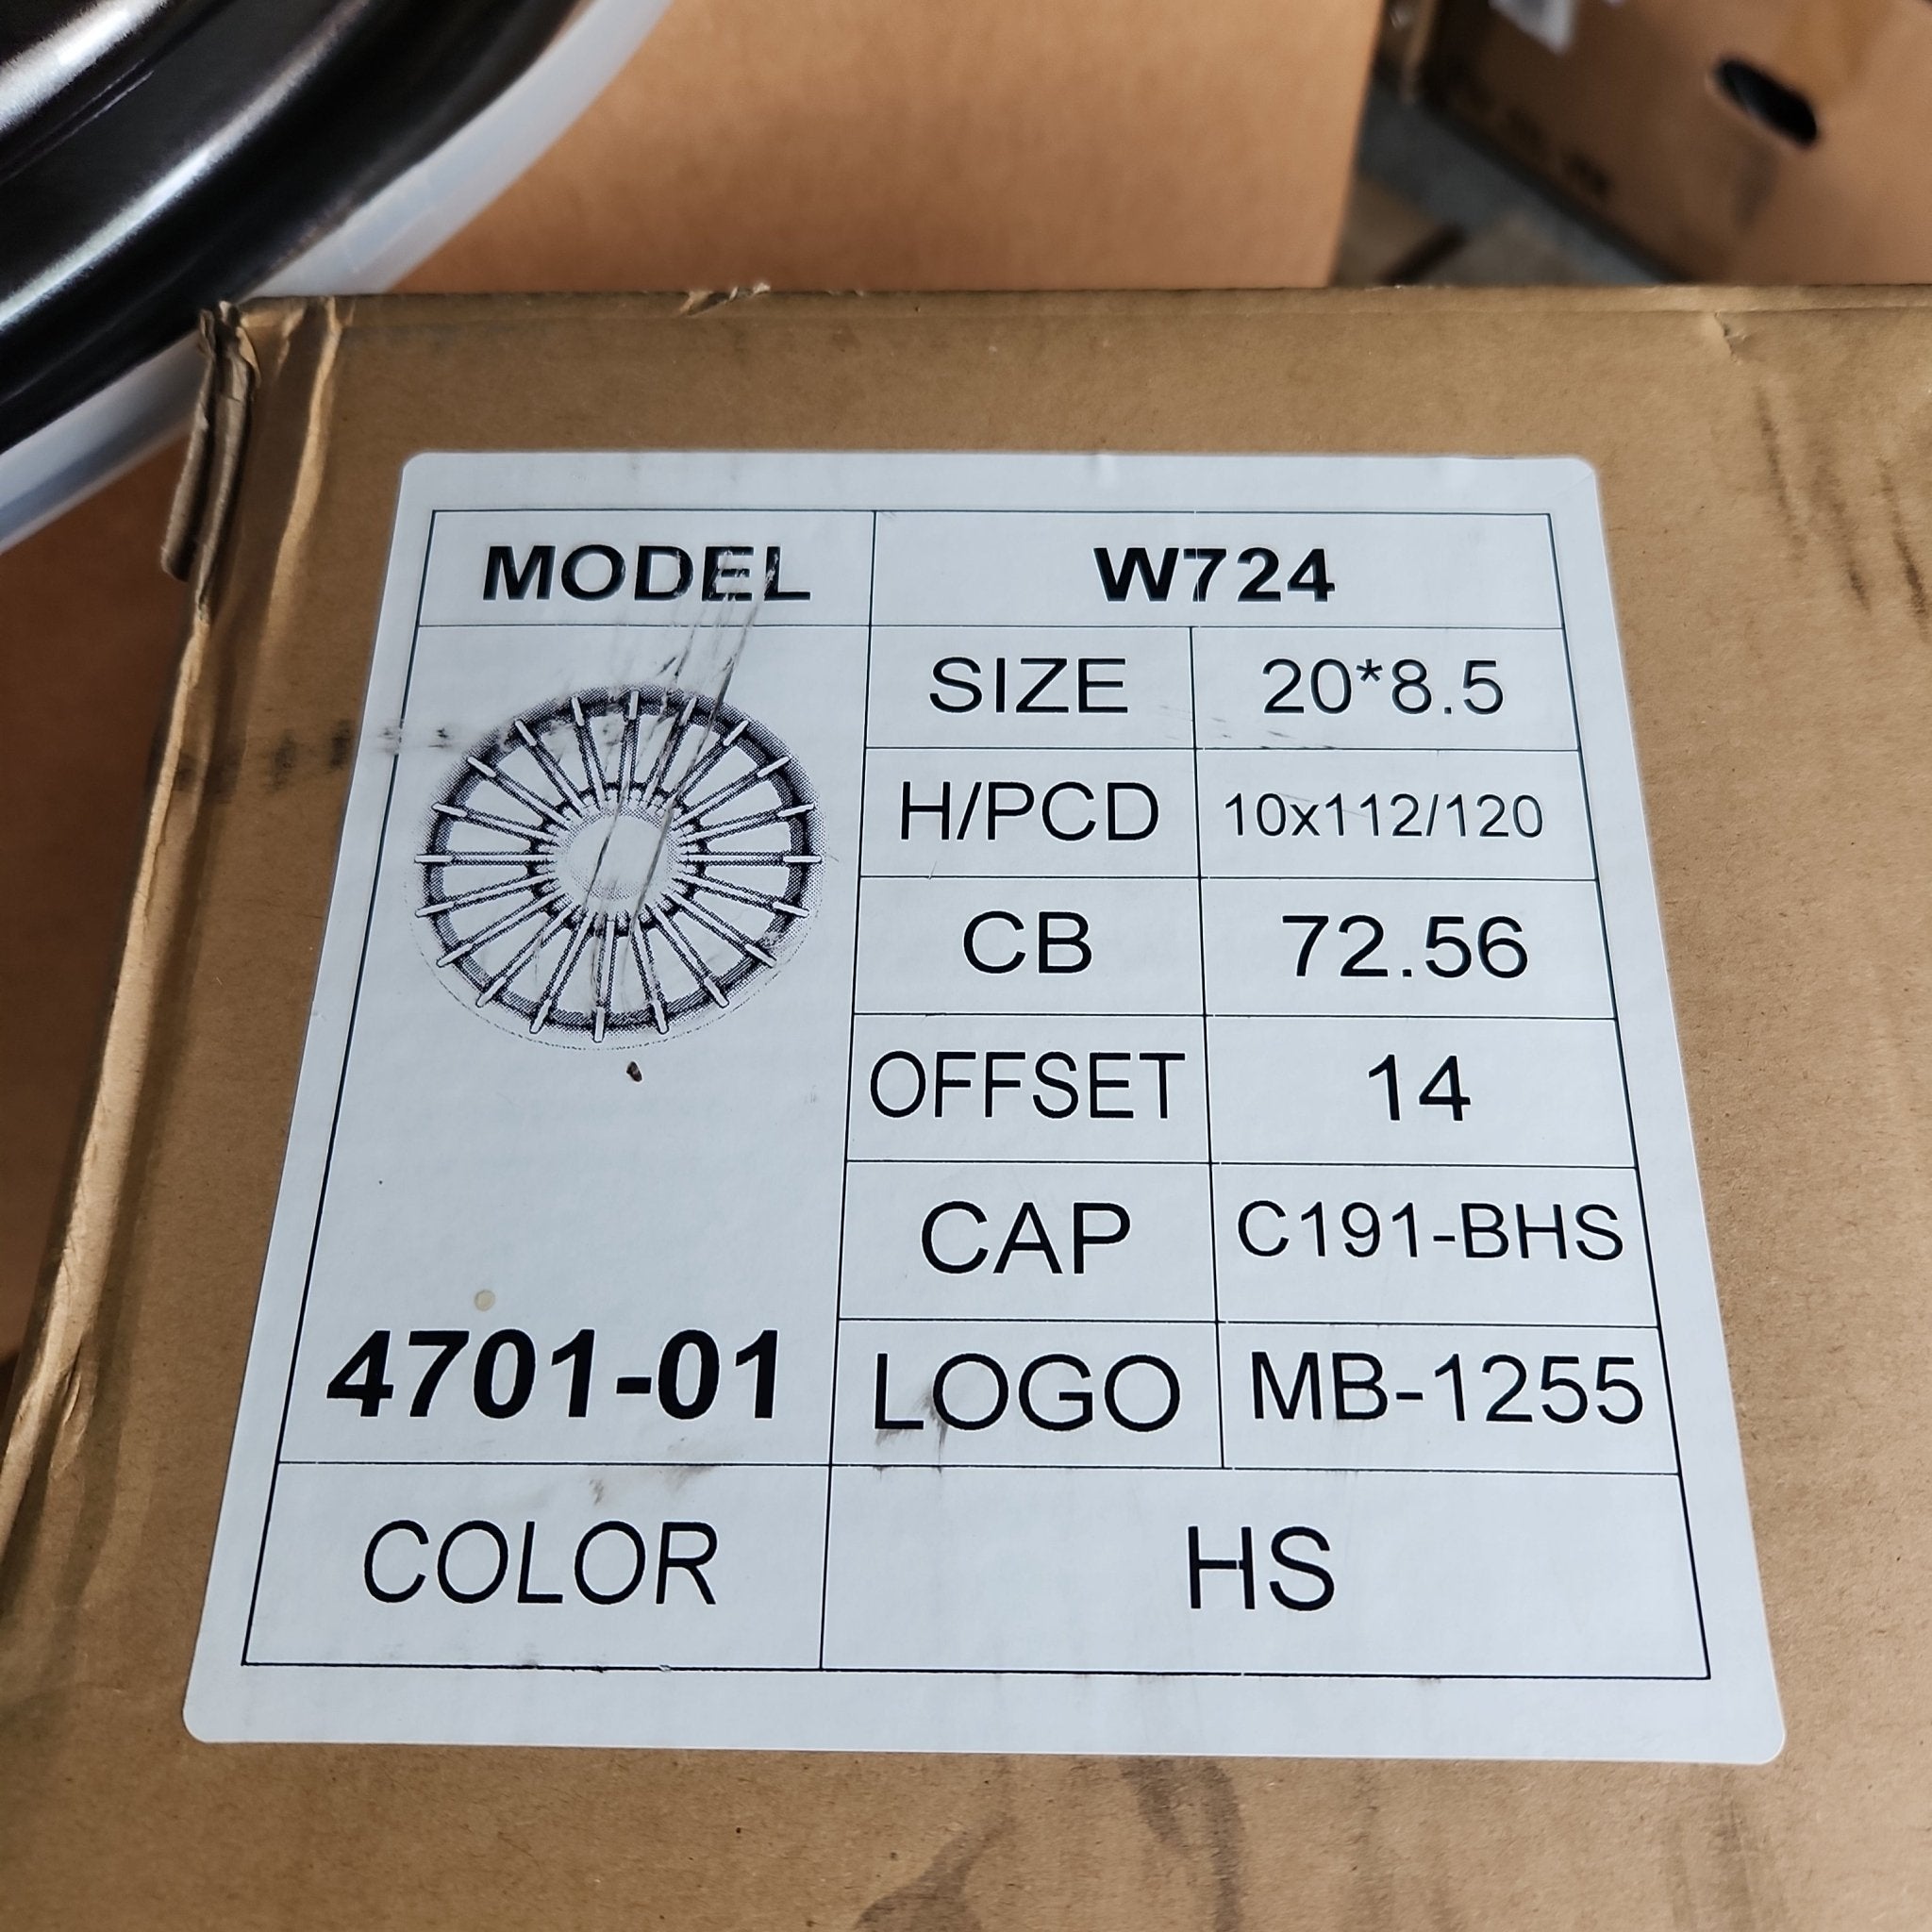 MODEL W724
SIZE 20*8.5
H/PCD 10x112/120
CB 72.56
OFFSET 14
CAP C191-BHS
4701-01 LOGO MB-1255
COLOR HS